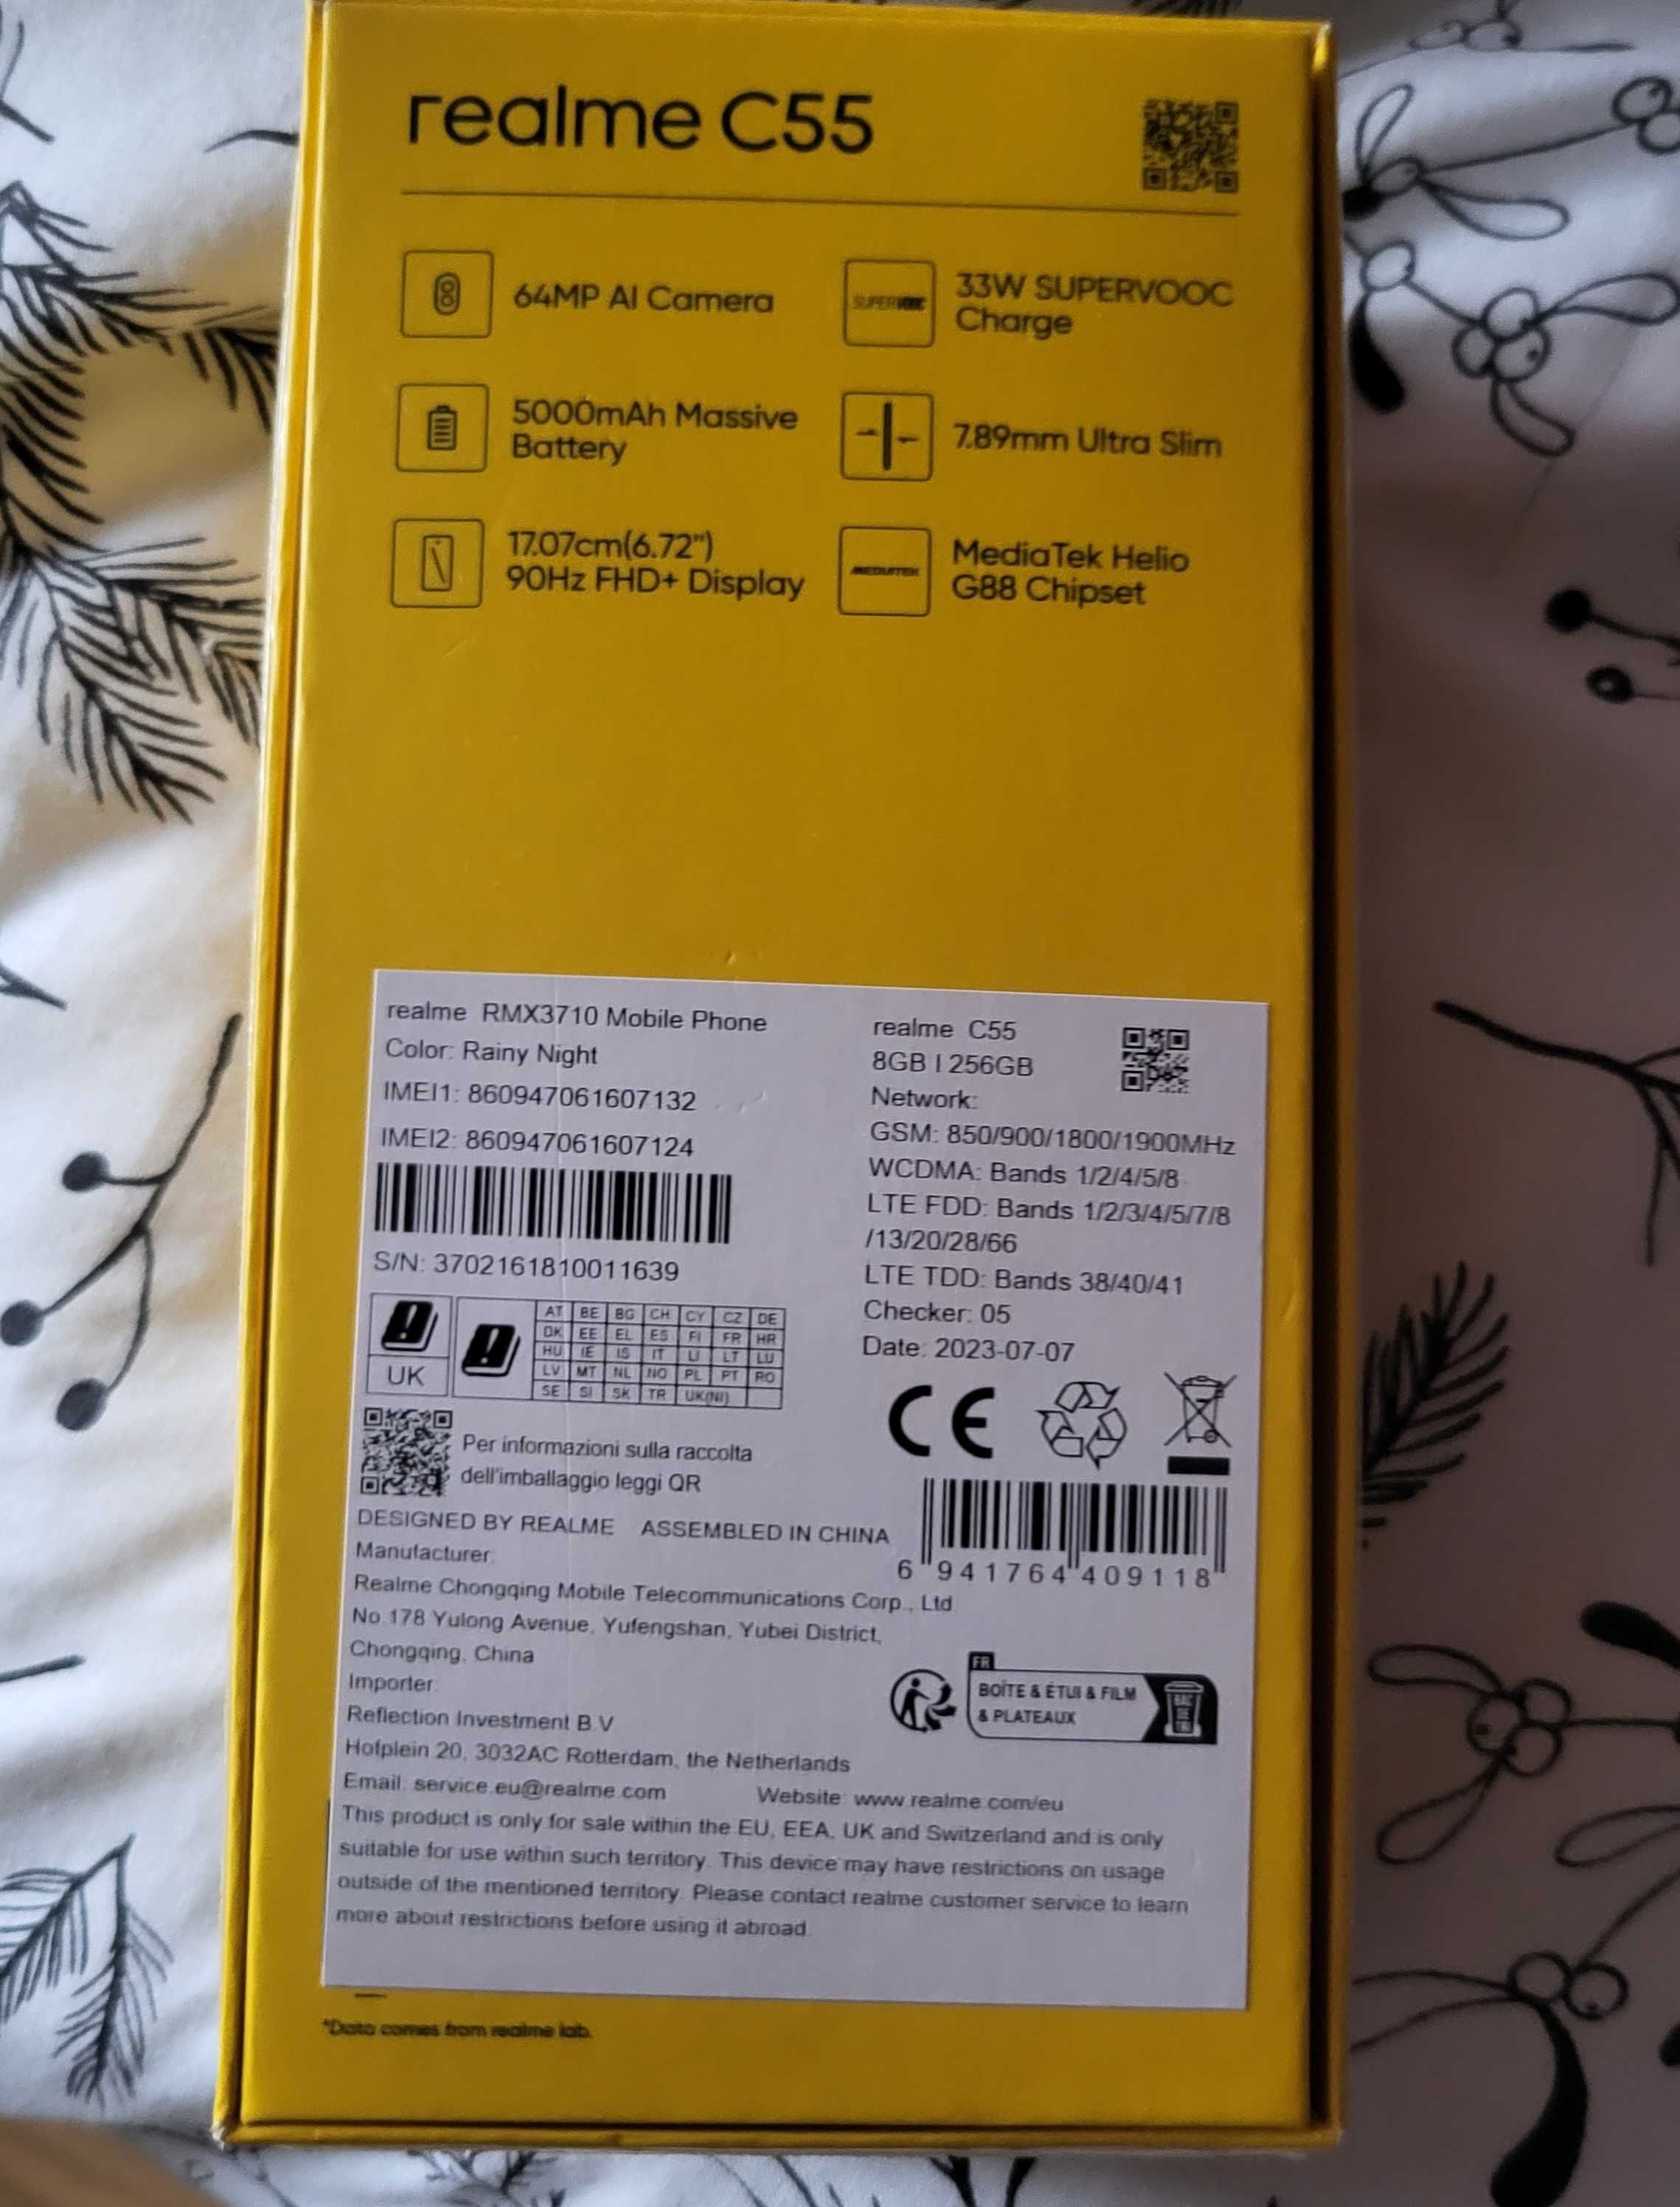 realme C55
64MP AI Camera
33W SUPERVOOC
Charge
SUPERVOOC
5000mAh Massive
Battery
7.89mm Ultra Slim
17.07cm(6.72")
90Hz FHD+ Display
MEDIATEK
MediaTek Helio
G88 Chipset
realme RMX3710 Mobile Phone
Color: Rainy Night
IMEI1: 860947061607132
IMEI2: 860947061607124
S/N: 3702161810011639
realme C55
8GB | 256GB
Network:
GSM: 850/900/1800/1900MHz
WCDMA: Bands 1/2/4/5/8
LTE FDD: Bands 1/2/3/4/5/7/8
/13/20/28/66
LTE TDD: Bands 38/40/41
Checker: 05
Date: 2023-07-07
UK
AT BE BG CH CY CZ DE
DK EE EL ES FI FR HR
HU IE IS IT LI LT LU
LV MT NL NO PL PT RO
SE SI SK TR UK(NI)
CE
Per informazioni sulla raccolta
dell'imballaggio leggi QR
DESIGNED BY REALME ASSEMBLED IN CHINA
6 941764 409118
Manufacturer:
Realme Chongqing Mobile Telecommunications Corp., Ltd
No.178 Yulong Avenue, Yufengshan, Yubei District,
Chongqing, China
Importer:
Reflection Investment B.V
Hofplein 20, 3032AC Rotterdam, the Netherlands
Email: service.eu@realme.com Website: www.realme.com/eu
FR
BOÎTE & ÉTUI & FILM
& PLATEAUX
BAC
DE
TRI
This product is only for sale within the EU, EEA, UK and Switzerland and is only
suitable for use within such territory. This device may have restrictions on usage
outside of the mentioned territory. Please contact realme customer service to learn
more about restrictions before using it abroad.
*Data comes from realme lab.